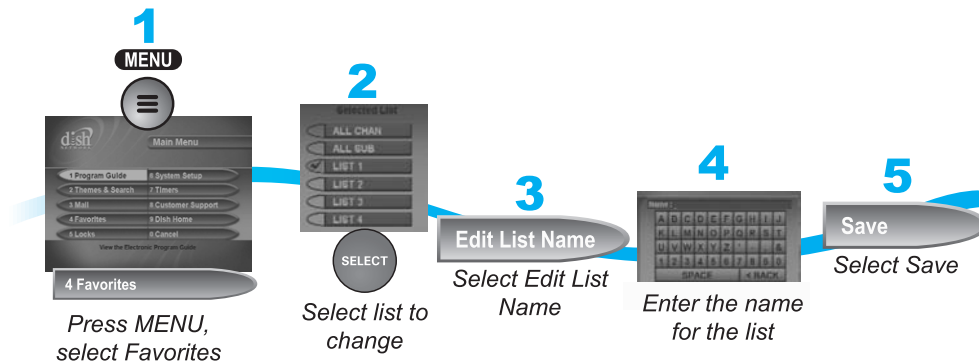 1
MENU
dish
NETWORK
Main Menu
1 Program Guide
6 System Setup
2 Themes & Search
7 Timers
3 Mail
8 Customer Support
4 Favorites
9 Dish Home
5 Locks
0 Cancel
View the Electronic Program Guide
4 Favorites
Press MENU,
select Favorites
2
Selected List
ALL CHAN
ALL SUB
LIST 1
LIST 2
LIST 3
LIST 4
SELECT
Select list to
change
3
Edit List Name
Select Edit List
Name
4
Name :
A B C D E F G H I J
K L M N O P Q R S T
U V W X Y Z ' - . &
1 2 3 4 5 6 7 8 9 0
SPACE < BACK
Enter the name
for the list
5
Save
Select Save